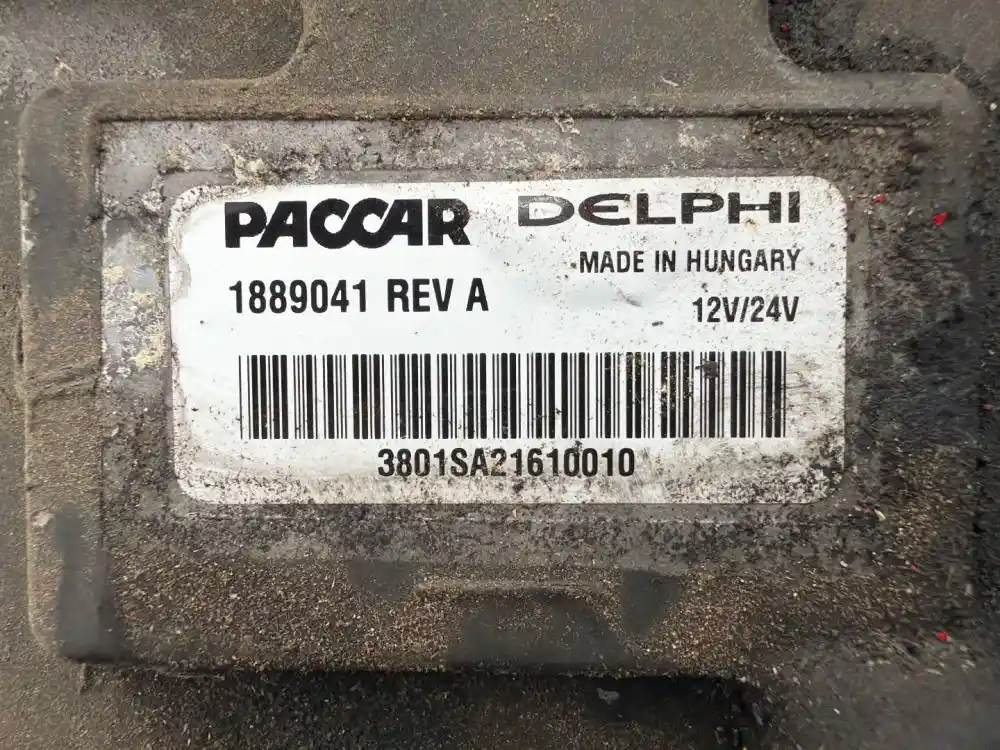 PACCAR DELPHI
MADE IN HUNGARY
1889041 REV A
12V/24V
3801SA21610010